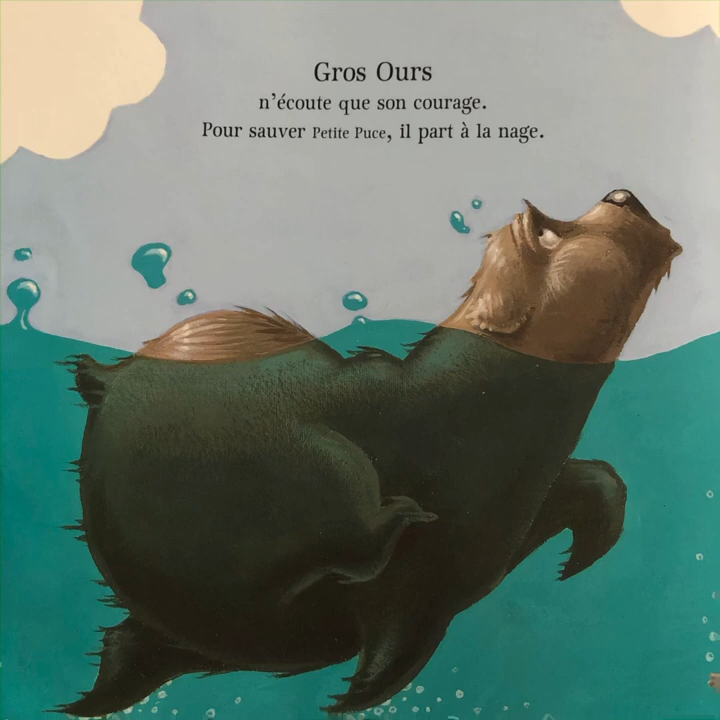 Gros Ours
n'écoute que son courage.
Pour sauver Petite Puce, il part à la nage.